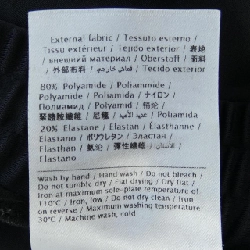 External fabric / Tessuto esterno /
Tissu extérieur / Tejido exterior / 表地
/ внешний материал / Oberstoff / 面料
/ 外部布料 / قماش خارجي / Tecido exterior
80% Polyamide / Poliammide /
Polyamide / Poliamida / ナイロン /
Полиамид / Polyamid / 锦纶 /
聚醯胺纖維 / 尼龍 / Poliamida
20% Elastane / Elastan / Élasthanne /
Elastano / ポリウレタン / Эластан /
Elasthan / 氨纶 / 彈性纖維 /
Elastano
Wash by hand / Hand wash / Do not bleach /
Do not tumble dry / Flat drying / Dry flat /
Iron at maximum sole-plate temperature of
110°C / Iron, low / Do not dry clean / Iron
on reverse / Maximum washing temperature
30°C / Machine wash, cold